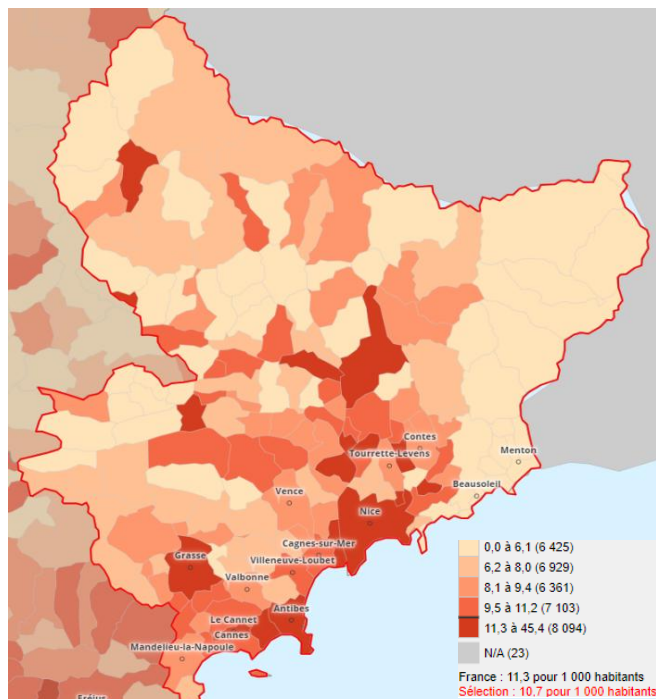 Contes
Tourrette-Levens
Menton
Beausoleil
Vence
Nice
Cagnes-sur-Mer
Grasse
Villeneuve-Loubet
Valbonne
Antibes
Le Cannet
Cannes
Mandelieu-la-Napoule
Fréjus
0,0 à 6,1 (6 425)
6,2 à 8,0 (6 929)
8,1 à 9,4 (6 361)
9,5 à 11,2 (7 103)
11,3 à 45,4 (8 094)
N/A (23)
France : 11,3 pour 1 000 habitants
Sélection : 10,7 pour 1 000 habitants